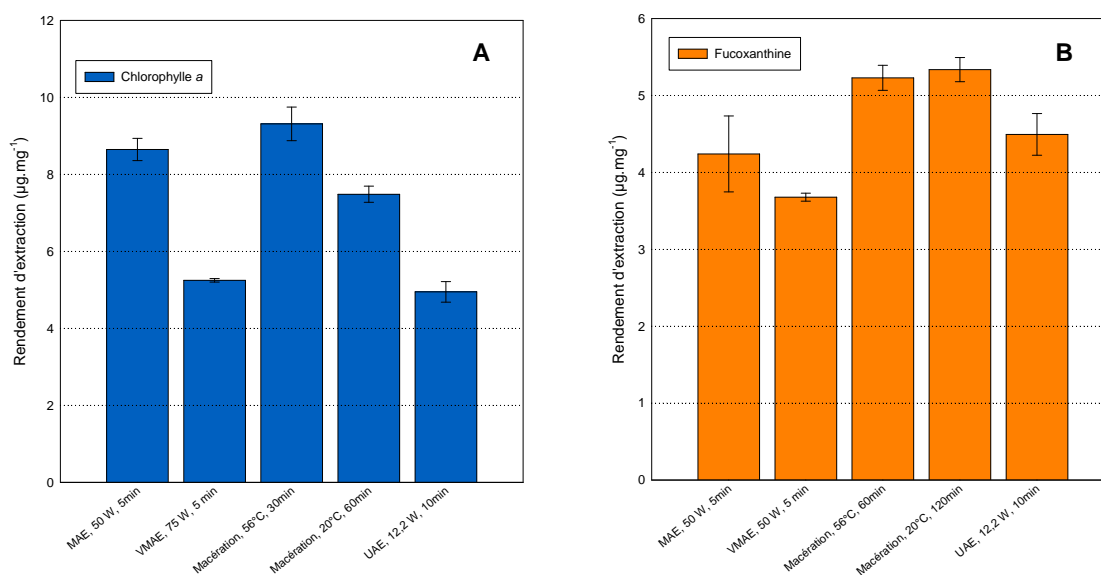 A
Chlorophylle a
Rendement d'extraction (µg.mg-1)
12
10
8
6
4
2
0
MAE, 50 W, 5min
VMAE, 75 W, 5 min
Macération, 56°C, 30min
Macération, 20°C, 60min
UAE, 12,2 W, 10min
B
Fucoxanthine
Rendement d'extraction (µg.mg-1)
6
5
4
3
2
1
0
MAE, 50 W, 5min
VMAE, 50 W, 5 min
Macération, 56°C, 60min
Macération, 20°C, 120min
UAE, 12,2 W, 10min